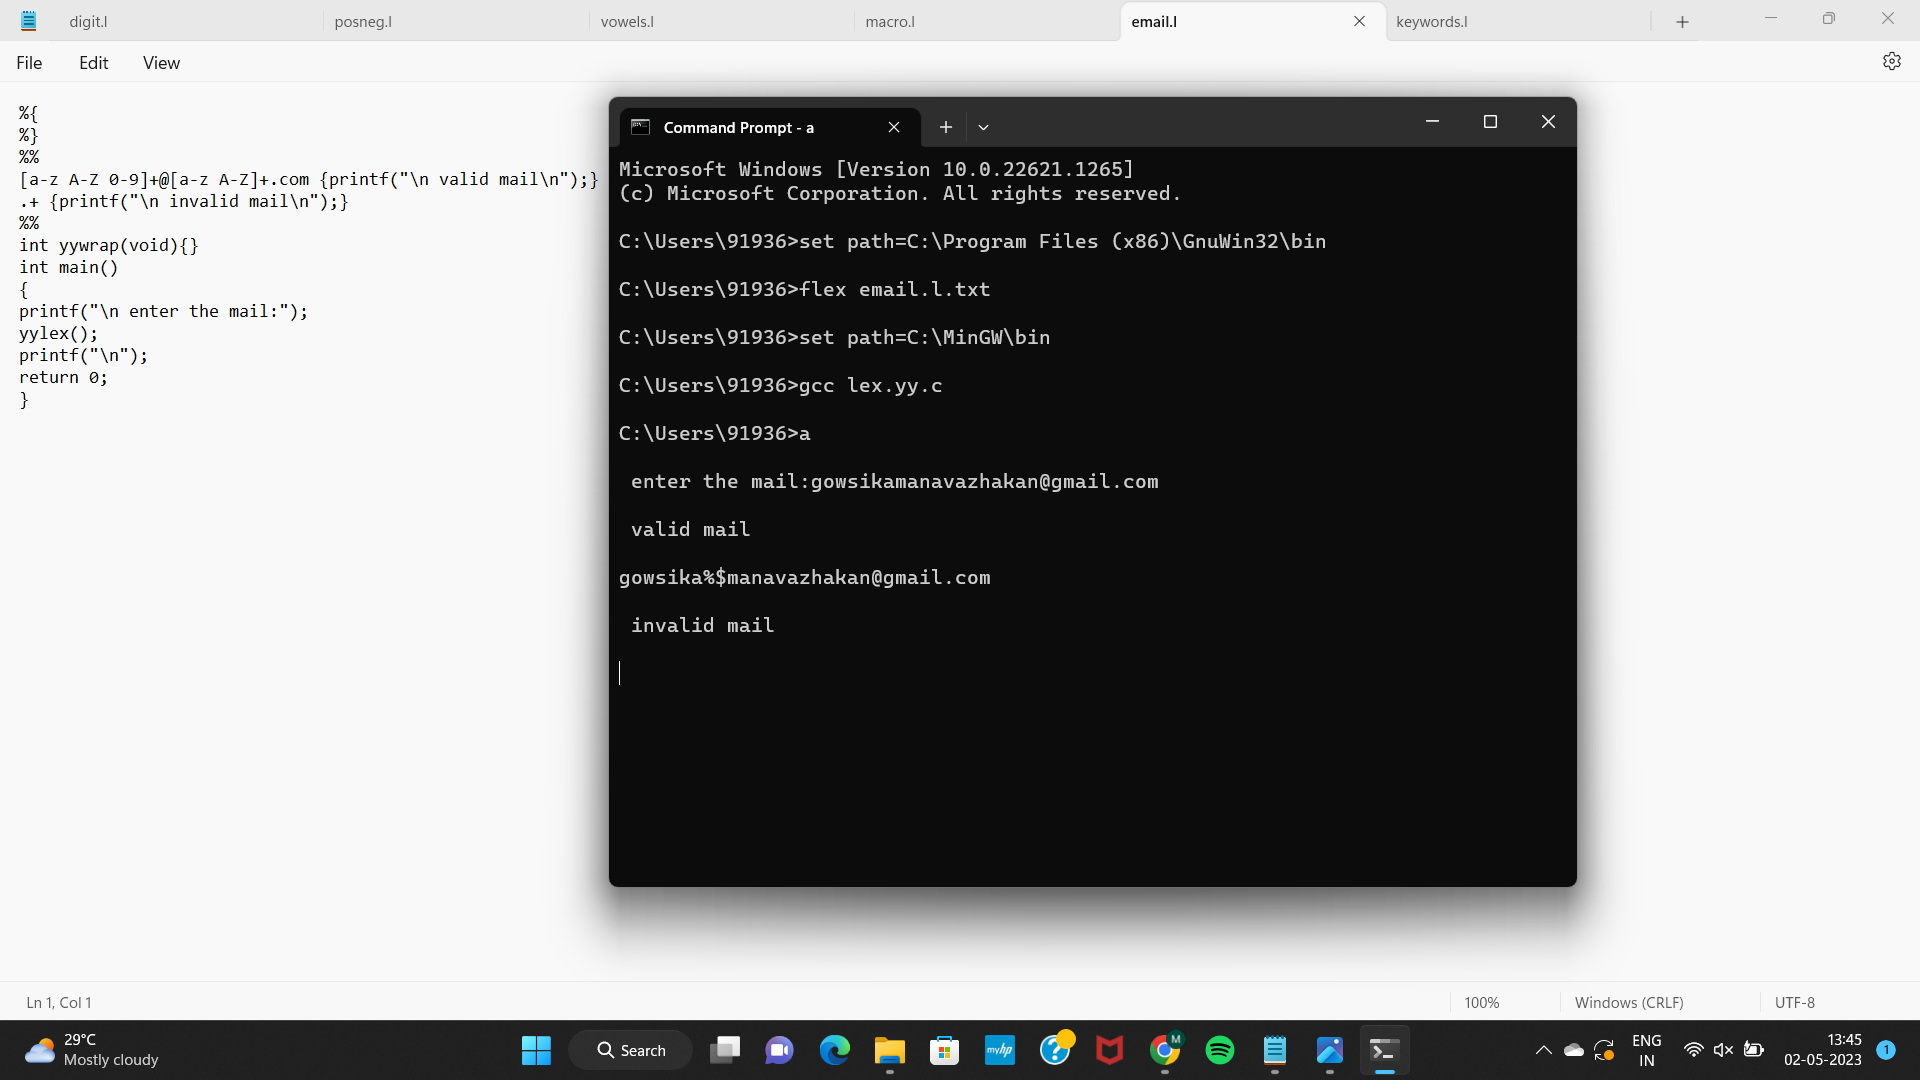 digit.l
posneg.l
vowels.l
macro.l
email.l
keywords.l
File
Edit
View
%{
%}
%%
[a-z A-Z 0-9]+@[a-z A-Z]+.com {printf("\n valid mail\n");}
.+ {printf("\n invalid mail\n");}
%%
int yywrap(void){}
int main()
{
printf("\n enter the mail:");
yylex();
printf("\n");
return 0;
}
Command Prompt - a
Microsoft Windows [Version 10.0.22621.1265]
(c) Microsoft Corporation. All rights reserved.
C:\Users\91936>set path=C:\Program Files (x86)\GnuWin32\bin
C:\Users\91936>flex email.l.txt
C:\Users\91936>set path=C:\MinGW\bin
C:\Users\91936>gcc lex.yy.c
C:\Users\91936>a
enter the mail:gowsikamanavazhakan@gmail.com
valid mail
gowsika%$manavazhakan@gmail.com
invalid mail
Ln 1, Col 1
100%
Windows (CRLF)
UTF-8
29°C
Mostly cloudy
Search
myhp
M
ENG
IN
13:45
02-05-2023
1